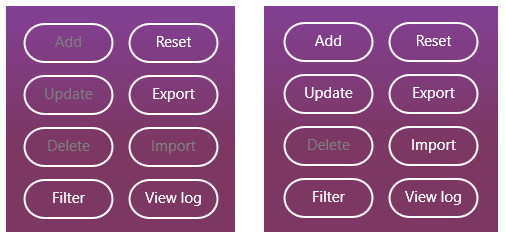 Add Reset
Update Export
Delete Import
Filter View log
Add Reset
Update Export
Delete Import
Filter View log